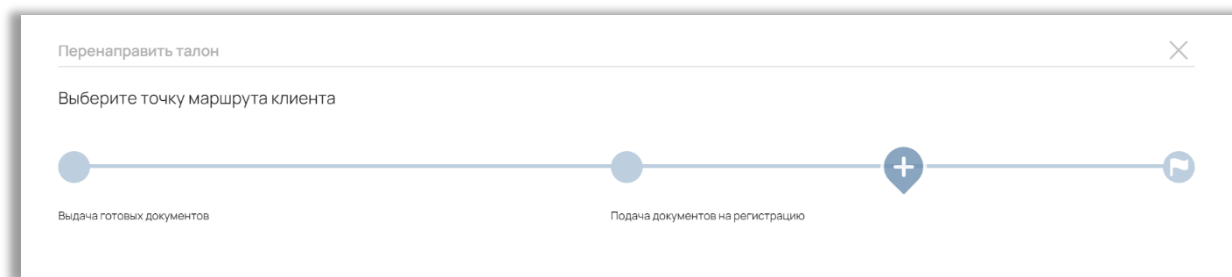 Перенаправить талон
Выберите точку маршрута клиента
Выдача готовых документов
Подача документов на регистрацию